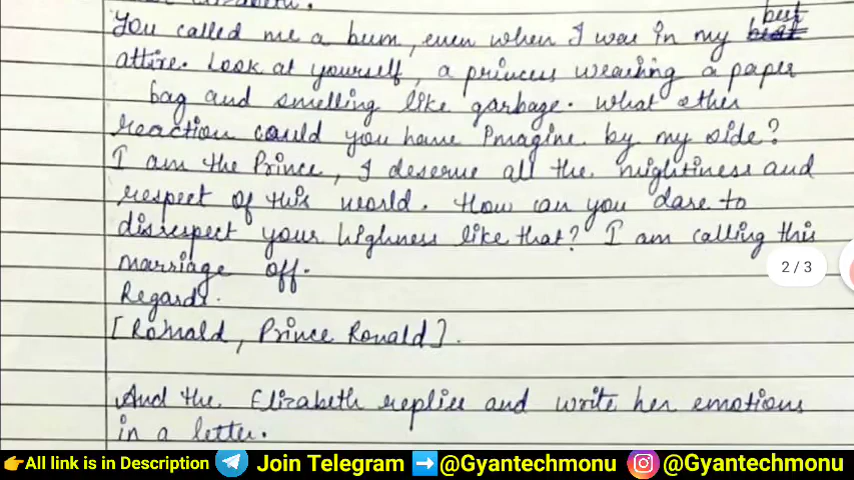 Elizabeth.
You called me a bum, even when I was in my best
attire. Look at yourself, a princess wearing a paper
bag and smelling like garbage. What other
reaction could you have Imagine by my side?
I am the Prince, I deserve all the mightiness and
respect of this world. How can you dare to
disrespect your highness like that? I am calling this
marriage off.
2/3
Regards.
[Ronald, Prince Ronald].
And the Elizabeth replies and write her emotions
in a letter.
👉All link is in Description Join Telegram ➡️@Gyantechmonu @Gyantechmonu